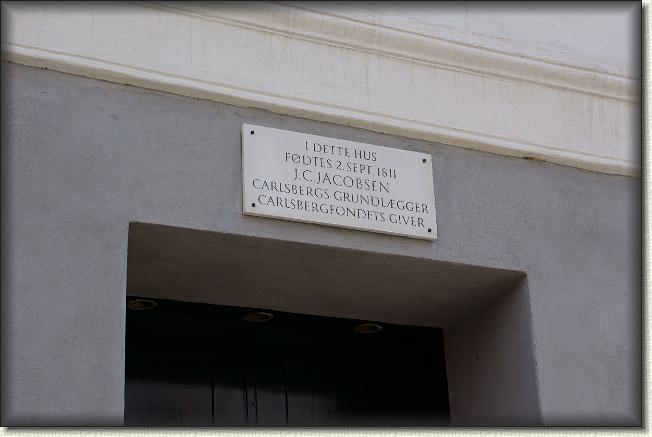 I DETTE HUS
FØDTES 2. SEPT. 1811
J.C. JACOBSEN
CARLSBERGS GRUNDLÆGGER
CARLSBERGFONDETS GIVER